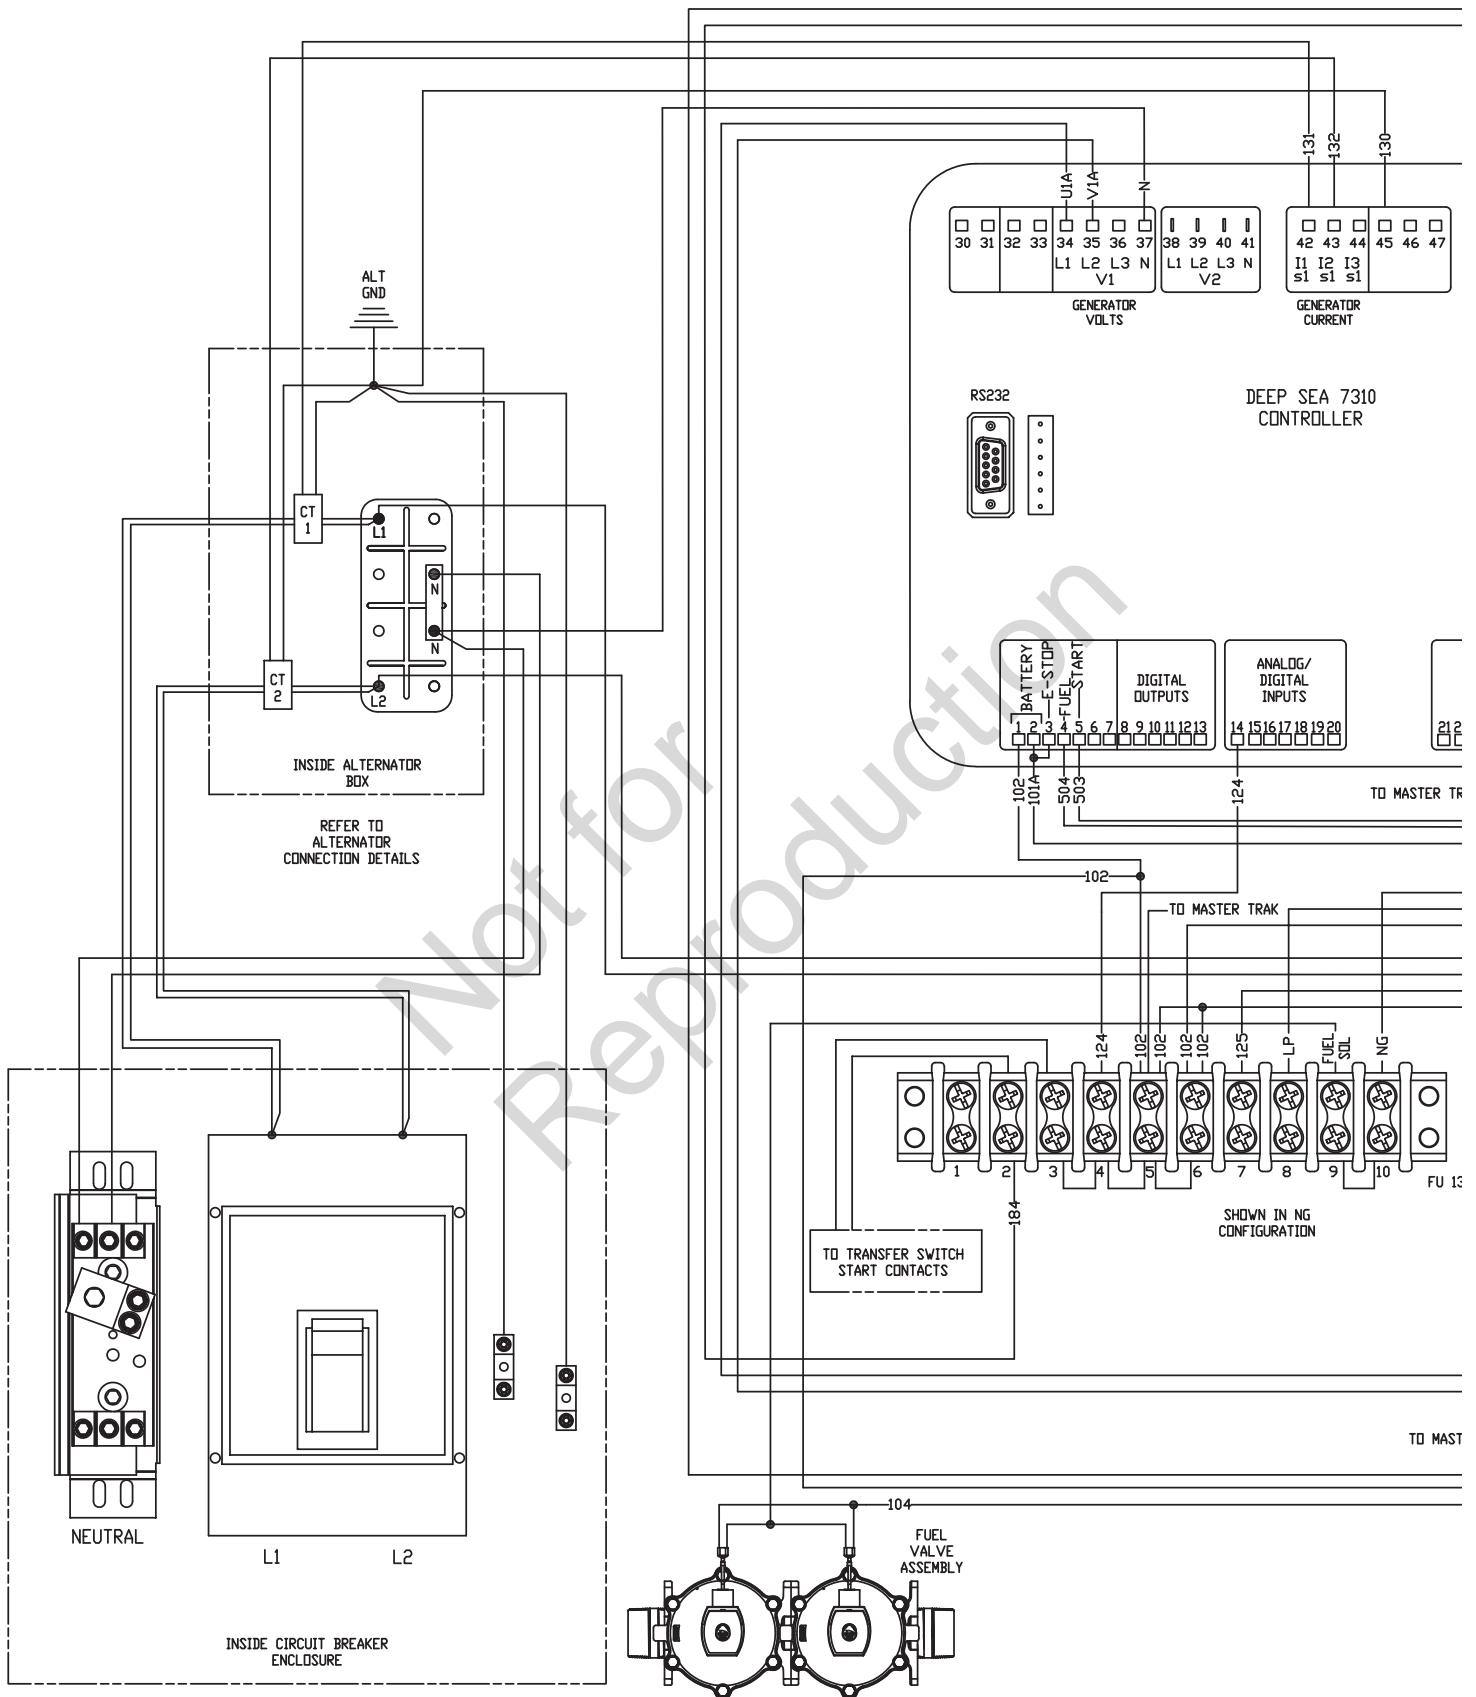 131
132
130
U1A
V1A
N
30 31 32 33 34 35 36 37 38 39 40 41
L1 L2 L3 N L1 L2 L3 N
V1 V2
42 43 44 45 46 47
I1 I2 I3
s1 s1 s1
GENERATOR
VOLTS
GENERATOR
CURRENT
ALT
GND
RS232
DEEP SEA 7310
CONTROLLER
CT
1
L1
N
N
CT
2
L2
INSIDE ALTERNATOR
BOX
REFER TO
ALTERNATOR
CONNECTION DETAILS
BATTERY
E-STOP
FUEL
START
DIGITAL
OUTPUTS
ANALOG/
DIGITAL
INPUTS
1 2 3 4 5 6 7 8 9 10 11 12 13
14 15 16 17 18 19 20
21
102
101A
504
503
124
TO MASTER TR
102
TO MASTER TRAK
Not for
Reproduction
124
102
102
102
102
125
LP
FUEL
SOL
NG
1 2 3 4 5 6 7 8 9 10
FU 13
184
SHOWN IN NG
CONFIGURATION
TO TRANSFER SWITCH
START CONTACTS
TO MAST
104
FUEL
VALVE
ASSEMBLY
NEUTRAL
L1 L2
INSIDE CIRCUIT BREAKER
ENCLOSURE